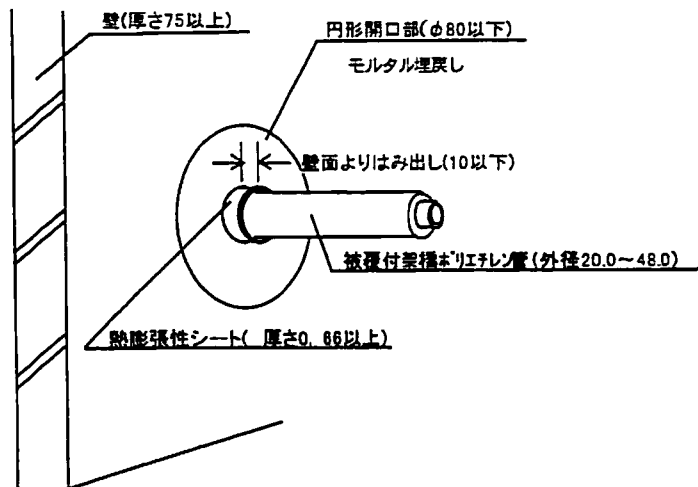 壁(厚さ75以上)
円形開口部(φ80以下)
モルタル埋戻し
壁面よりはみ出し(10以下)
被覆付架橋ポリエチレン管(外径20.0～48.0)
熱膨張性シート( 厚さ0.66以上)